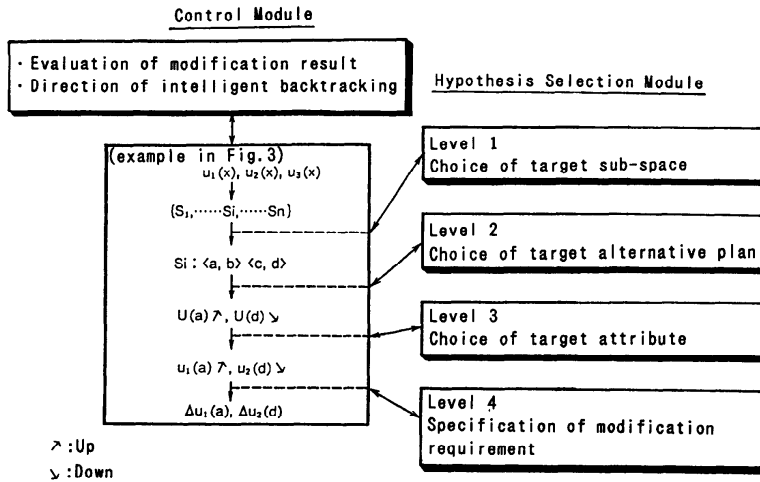 Control Module
· Evaluation of modification result
· Direction of intelligent backtracking
Hypothesis Selection Module
(example in Fig.3)
u₁(x), u₂(x), u₃(x)
{S₁,······Si,······Sn}
Si : <a, b> <c, d>
U(a)↗, U(d)↘
u₁(a)↗, u₂(d)↘
Δu₁(a), Δu₂(d)
Level 1
Choice of target sub-space
Level 2
Choice of target alternative plan
Level 3
Choice of target attribute
Level 4
Specification of modification
requirement
↗:Up
↘:Down